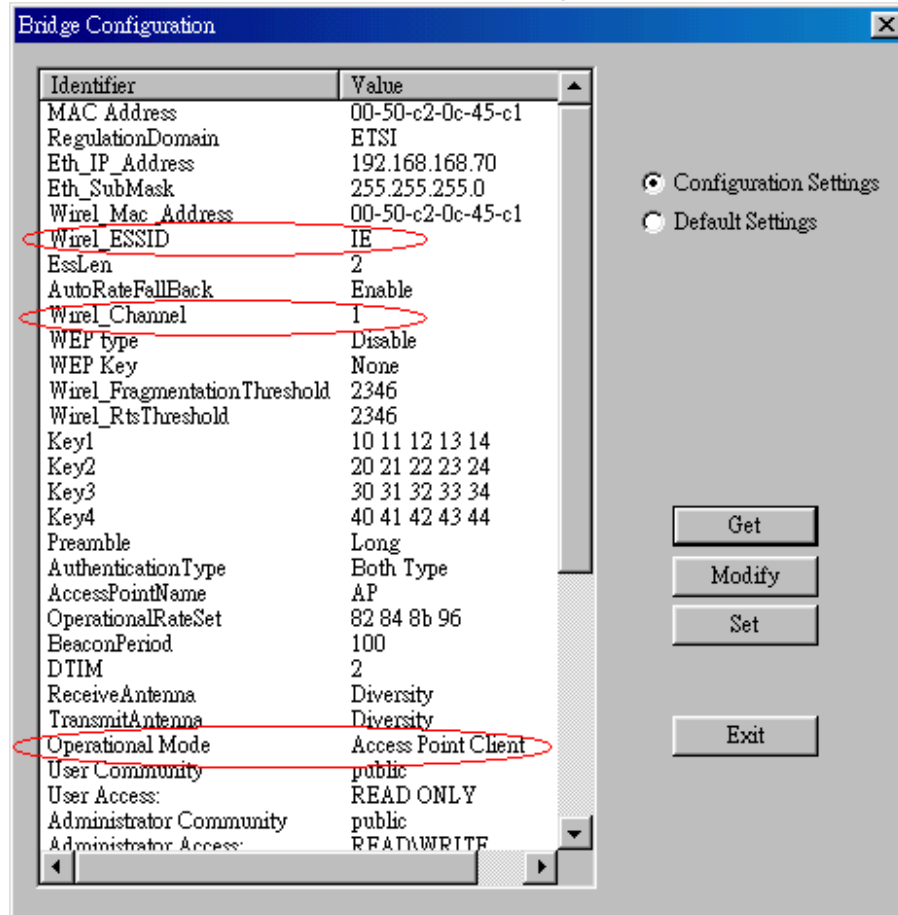 Bridge Configuration
Identifier Value
MAC Address 00-50-c2-0c-45-c1
RegulationDomain ETSI
Eth_IP_Address 192.168.168.70
Eth_SubMask 255.255.255.0
Wirel_Mac_Address 00-50-c2-0c-45-c1
Wirel_ESSID IE
EssLen 2
AutoRateFallBack Enable
Wirel_Channel 1
WEP type Disable
WEP Key None
Wirel_FragmentationThreshold 2346
Wirel_RtsThreshold 2346
Key1 10 11 12 13 14
Key2 20 21 22 23 24
Key3 30 31 32 33 34
Key4 40 41 42 43 44
Preamble Long
AuthenticationType Both Type
AccessPointName AP
OperationalRateSet 82 84 8b 96
BeaconPeriod 100
DTIM 2
ReceiveAntenna Diversity
TransmitAntenna Diversity
Operational Mode Access Point Client
User Community public
User Access: READ ONLY
Administrator Community public
Administrator Access: READ\WRITE
Configuration Settings
Default Settings
Get
Modify
Set
Exit